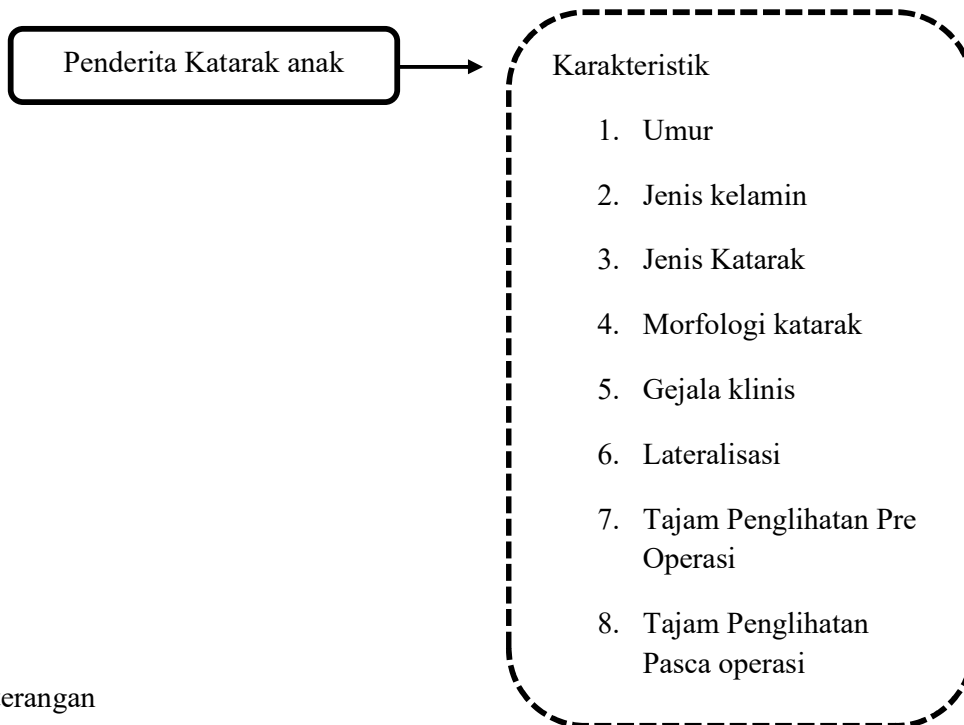 Penderita Katarak anak
Karakteristik
1. Umur
2. Jenis kelamin
3. Jenis Katarak
4. Morfologi katarak
5. Gejala klinis
6. Lateralisasi
7. Tajam Penglihatan Pre
Operasi
8. Tajam Penglihatan
Pasca operasi
terangan